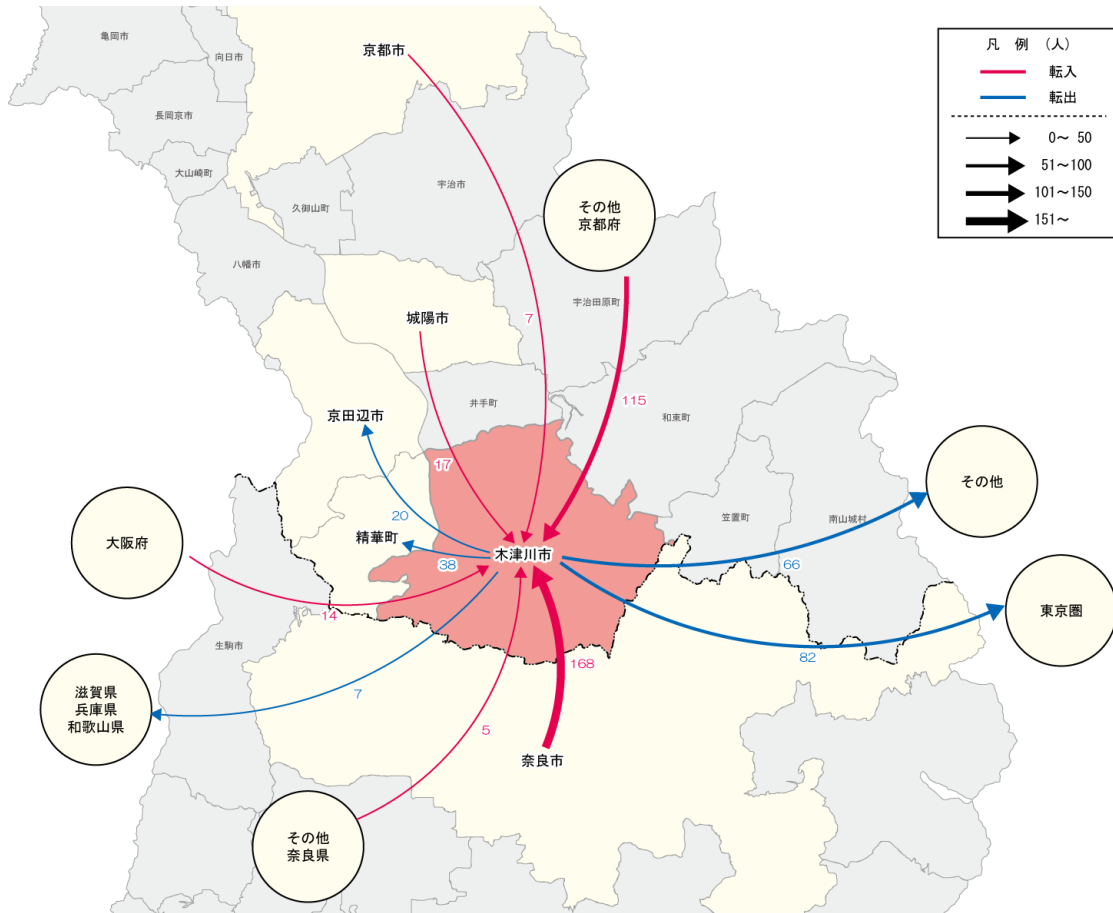 亀岡市
向日市
京都市
長岡京市
大山崎町
久御山町
宇治市
八幡市
その他
京都府
凡 例 (人)
転入
転出
0～ 50
51～100
101～150
151～
宇治田原町
城陽市
7
115
井手町
和束町
京田辺市
17
20
笠置町
南山城村
その他
大阪府
精華町
38
木津川市
66
14
82
東京圏
生駒市
168
滋賀県
兵庫県
和歌山県
7
5
奈良市
その他
奈良県